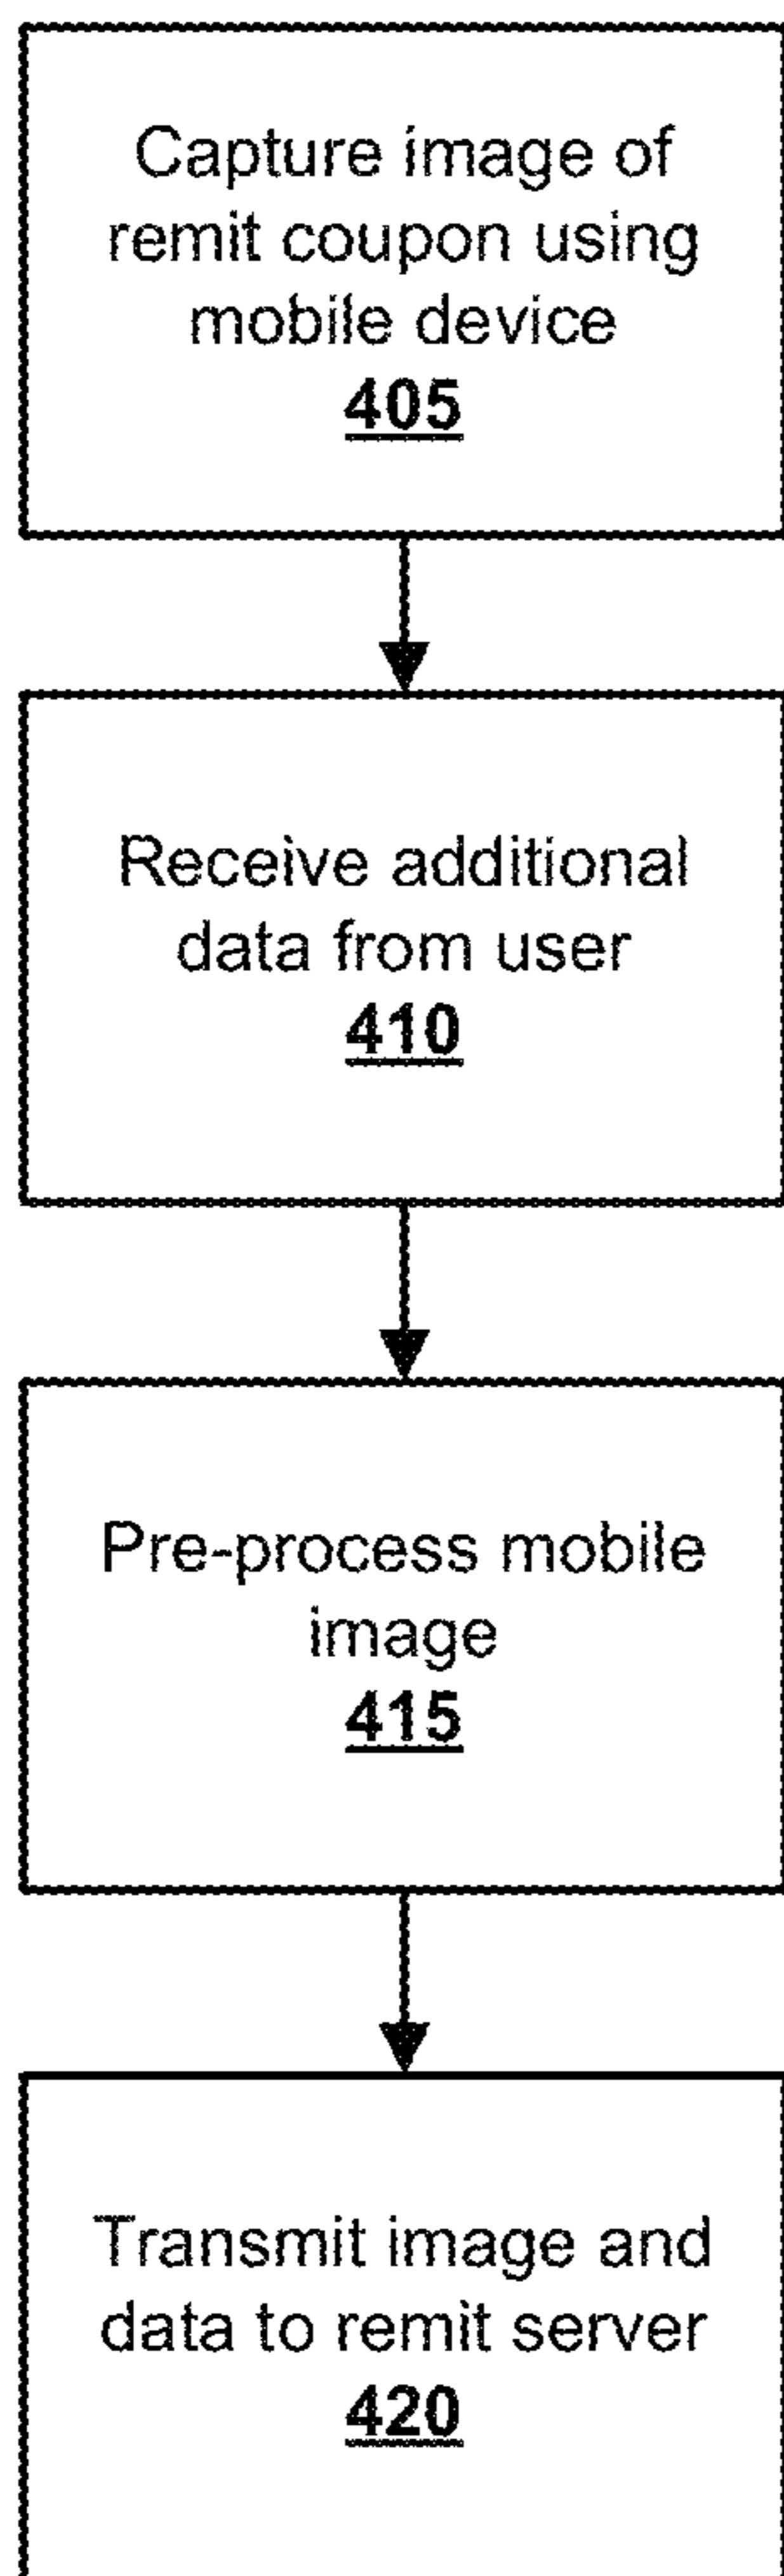 Capture image of
remit coupon using
mobile device
405
Receive additional
data from user
410
Pre-process mobile
image
415
Transmit image and
data to remit server
420